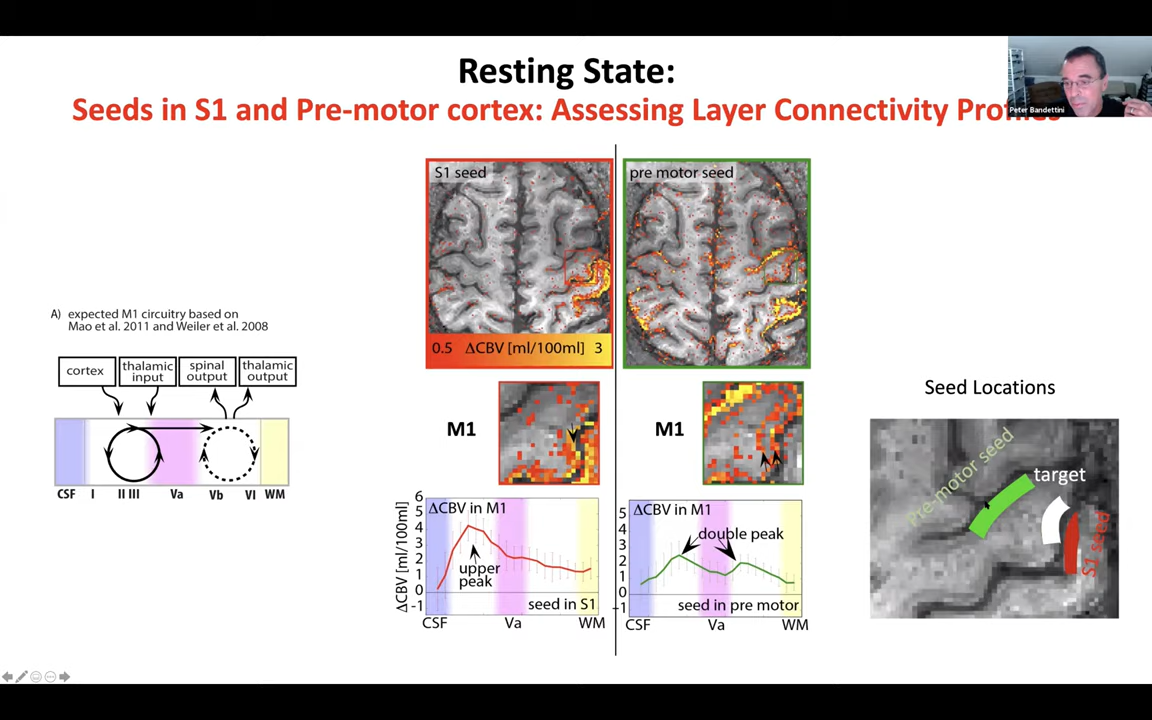 Resting State:
Seeds in S1 and Pre-motor cortex: Assessing Layer Connectivity
Peter Bandettini
S1 seed
pre motor seed
0.5 ΔCBV [ml/100ml] 3
A) expected M1 circuitry based on
Mao et al. 2011 and Weiler et al. 2008
cortex
thalamic
input
spinal
output
thalamic
output
CSF I II III Va Vb VI WM
M1
M1
ΔCBV in M1
ΔCBV [ml/100ml]
6
5
4
3
2
1
0
-1
upper
peak
seed in S1
CSF Va WM
ΔCBV in M1
5
4
3
2
1
0
-1
double peak
seed in pre motor
CSF Va WM
Seed Locations
Pre-motor seed
target
S1 seed